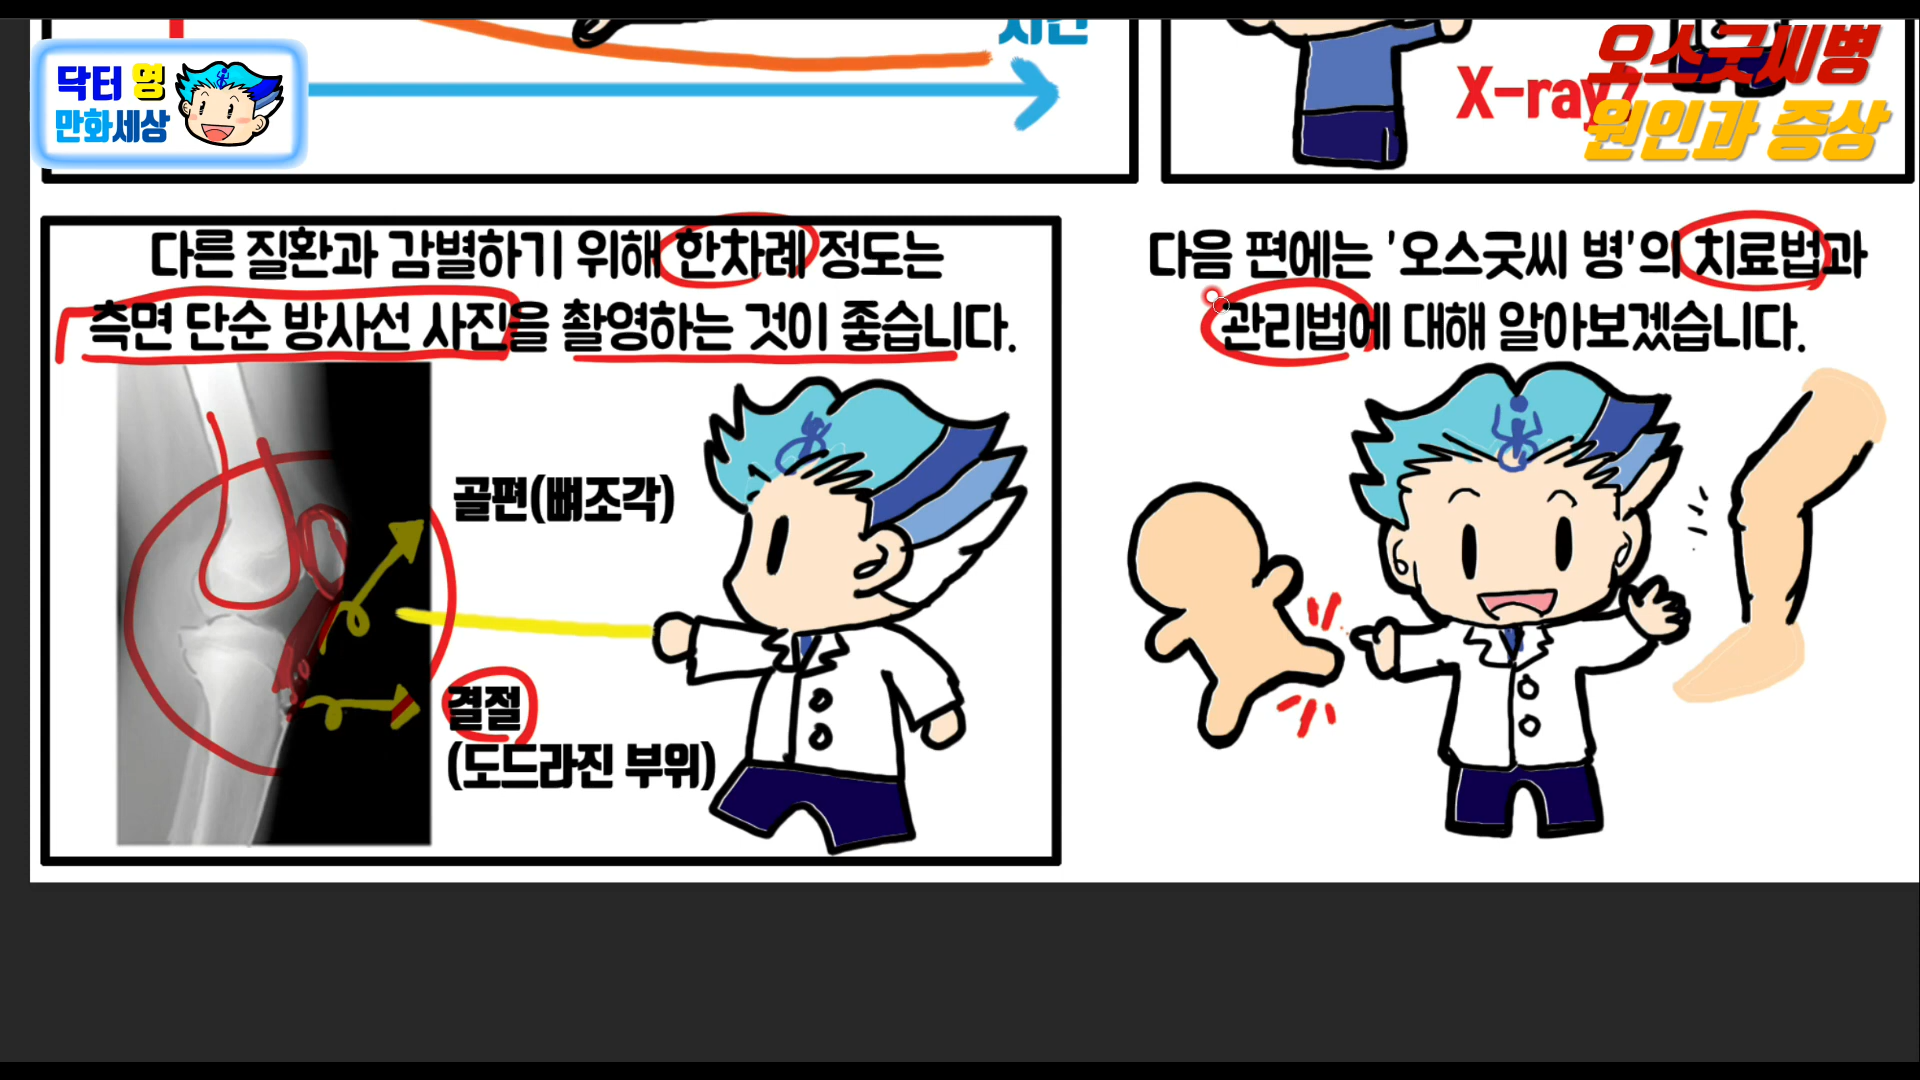 시간
닥터 영
만화세상
X-ray?
오스굿씨병
원인과 증상
다른 질환과 감별하기 위해 한차례 정도는
측면 단순 방사선 사진을 촬영하는 것이 좋습니다.
골편(뼈조각)
결절
(도드라진 부위)
다음 편에는 '오스굿씨 병'의 치료법과
관리법에 대해 알아보겠습니다.